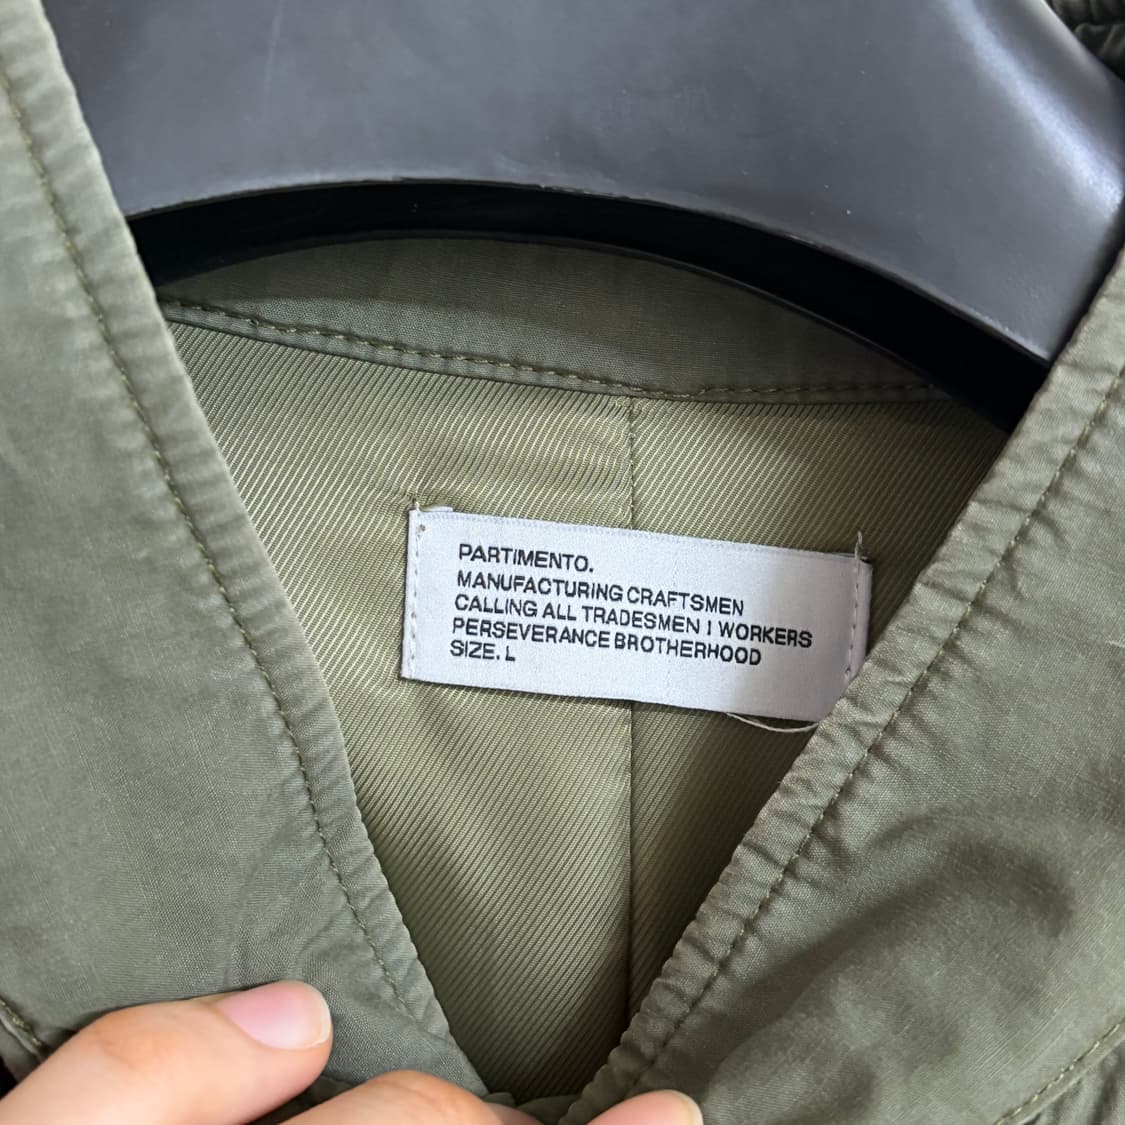 PARTIMENTO.
MANUFACTURING CRAFTSMEN
CALLING ALL TRADESMEN I WORKERS
PERSEVERANCE BROTHERHOOD
SIZE. L